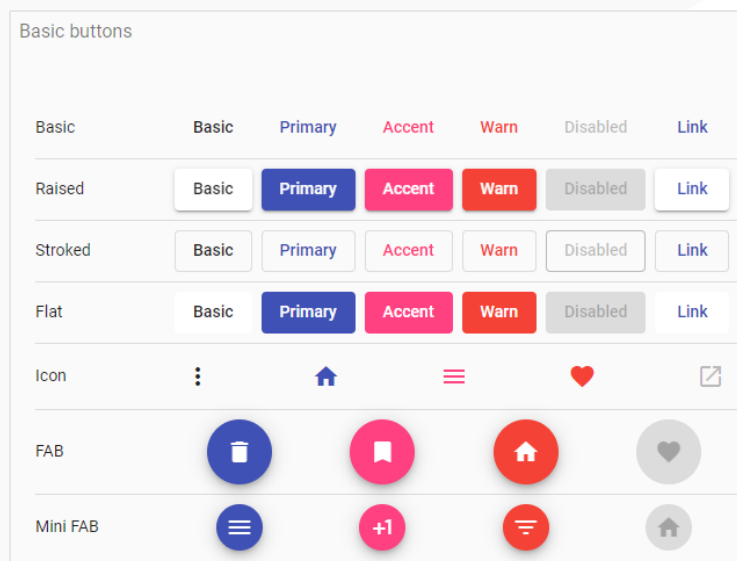 Basic buttons
Basic Basic Primary Accent Warn Disabled Link
Raised Basic Primary Accent Warn Disabled Link
Stroked Basic Primary Accent Warn Disabled Link
Flat Basic Primary Accent Warn Disabled Link
Icon
FAB
Mini FAB +1